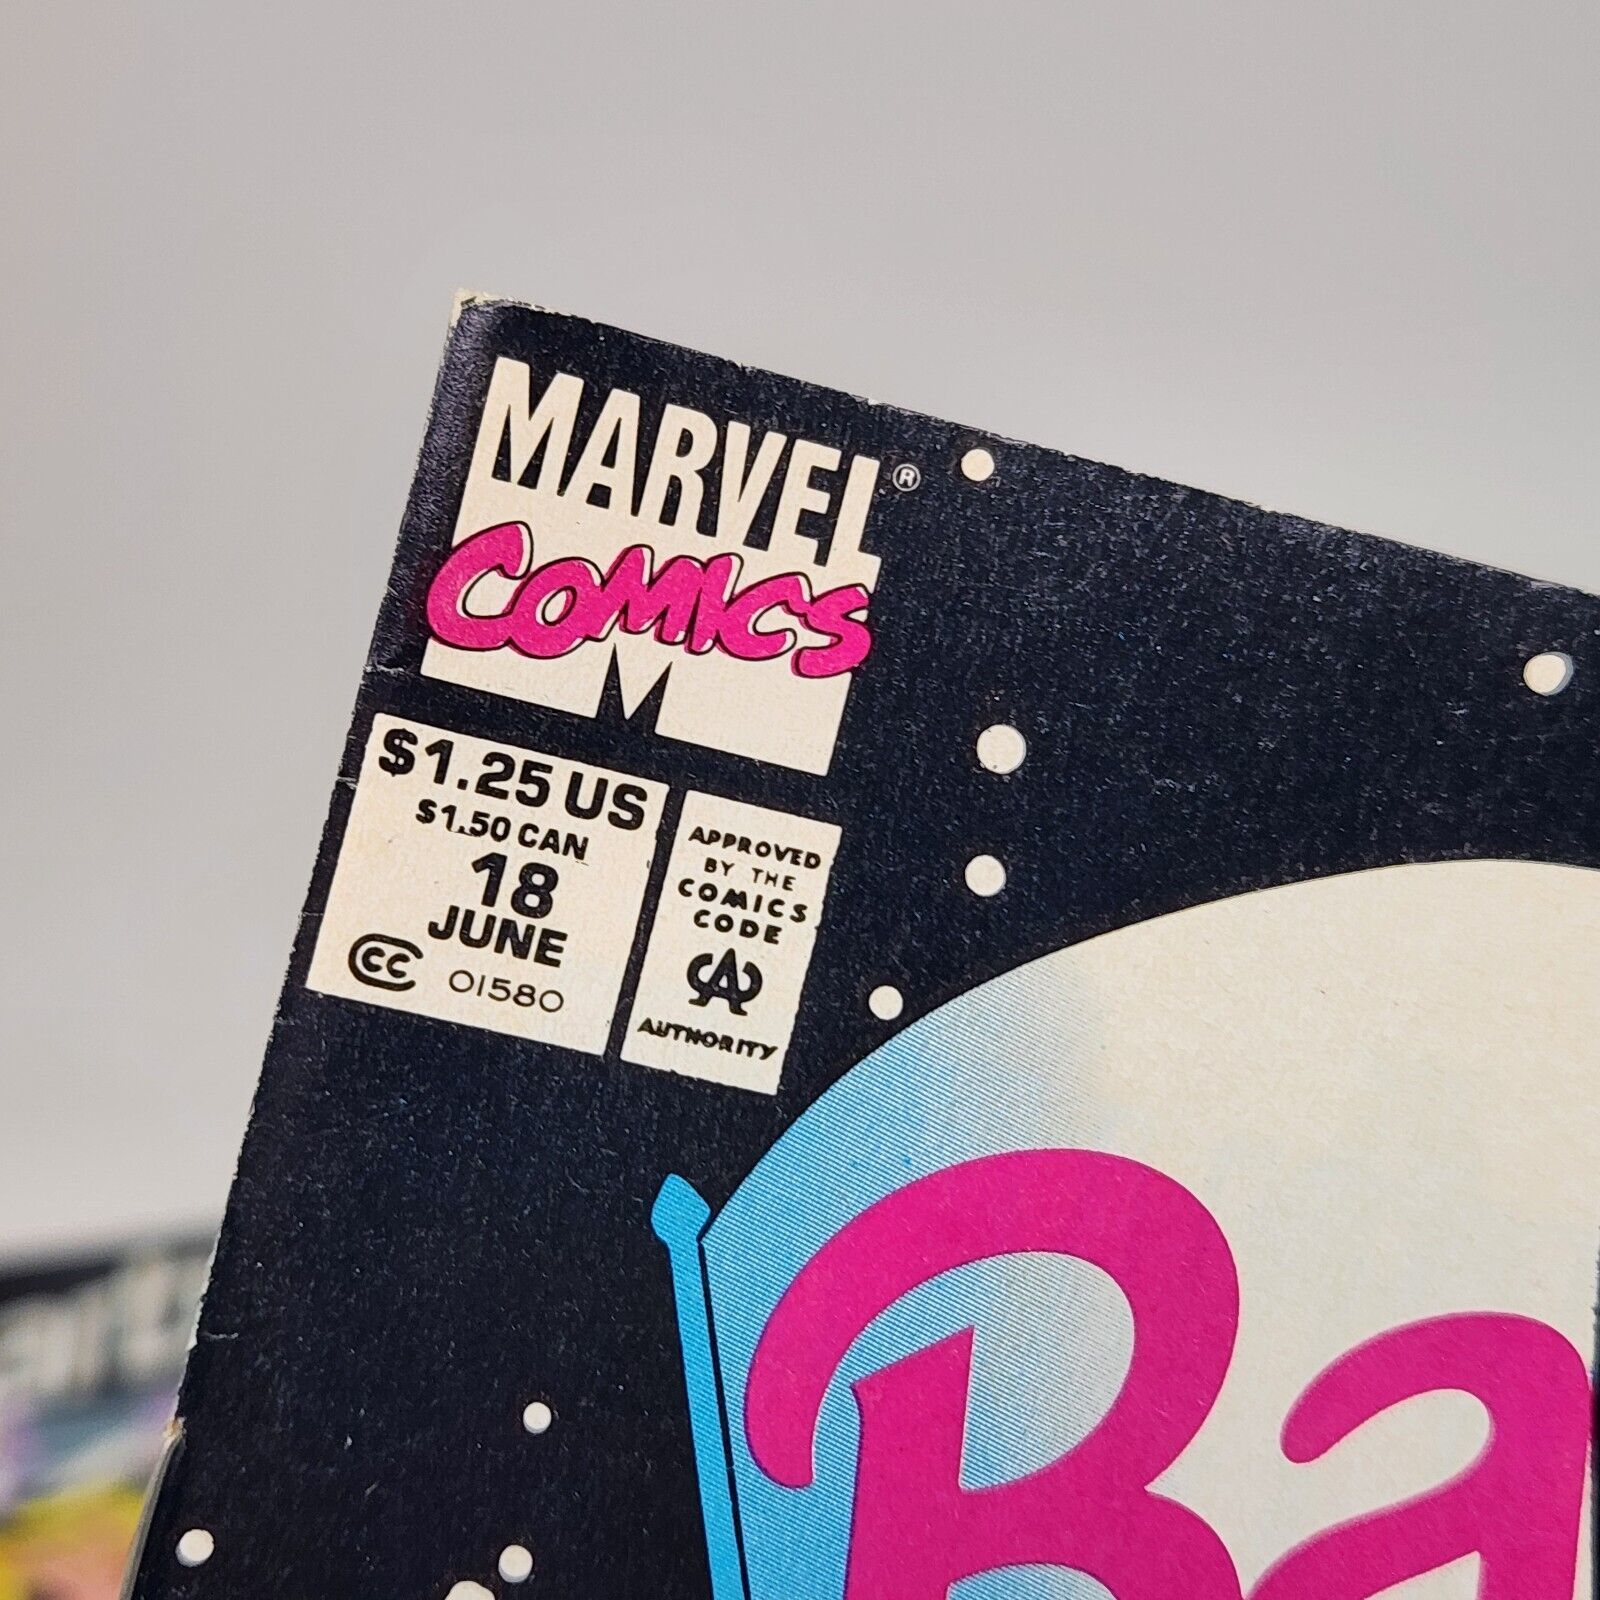 MARVEL®
COMICS
M
$1.25 US
$1.50 CAN
18
JUNE
CC 01580
APPROVED
BY THE
COMICS
CODE
CA
AUTHORITY
Ba